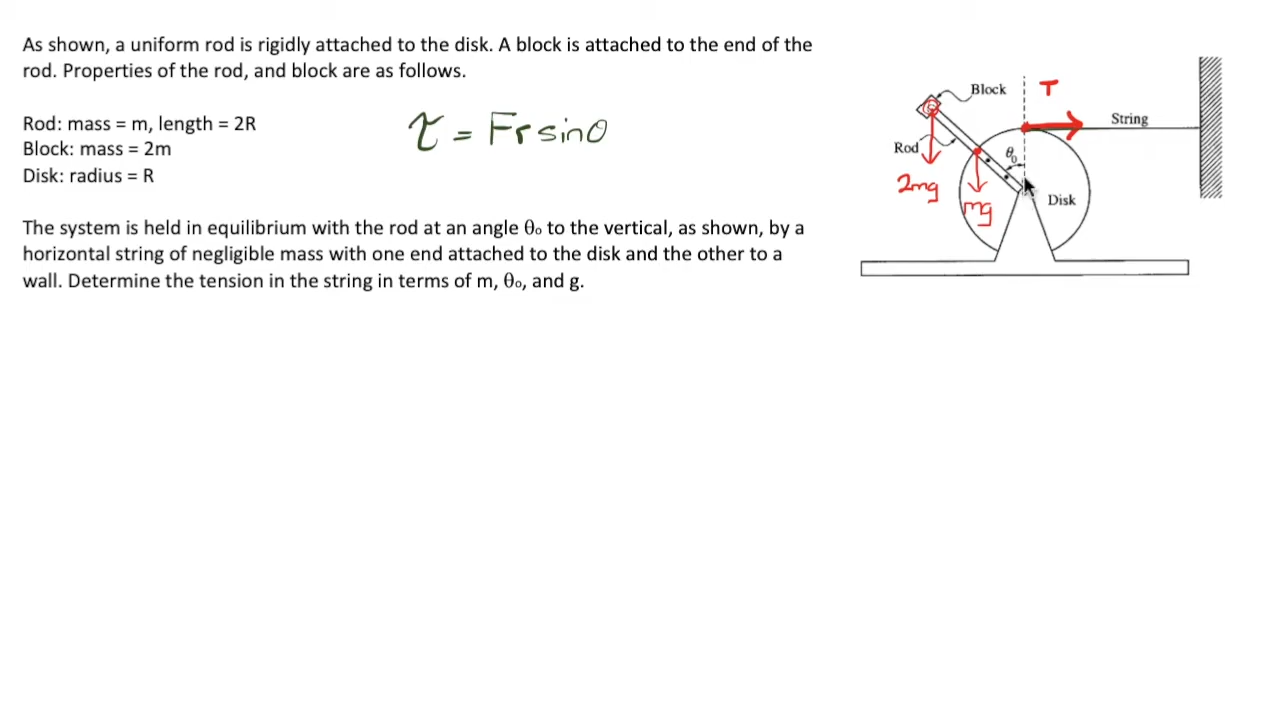 As shown, a uniform rod is rigidly attached to the disk. A block is attached to the end of the
rod. Properties of the rod, and block are as follows.
Rod: mass = m, length = 2R
Block: mass = 2m
Disk: radius = R
τ = Fr sinθ
The system is held in equilibrium with the rod at an angle θₒ to the vertical, as shown, by a
horizontal string of negligible mass with one end attached to the disk and the other to a
wall. Determine the tension in the string in terms of m, θₒ, and g.
Block
T
String
Rod
θ₀
2mg
mg
Disk